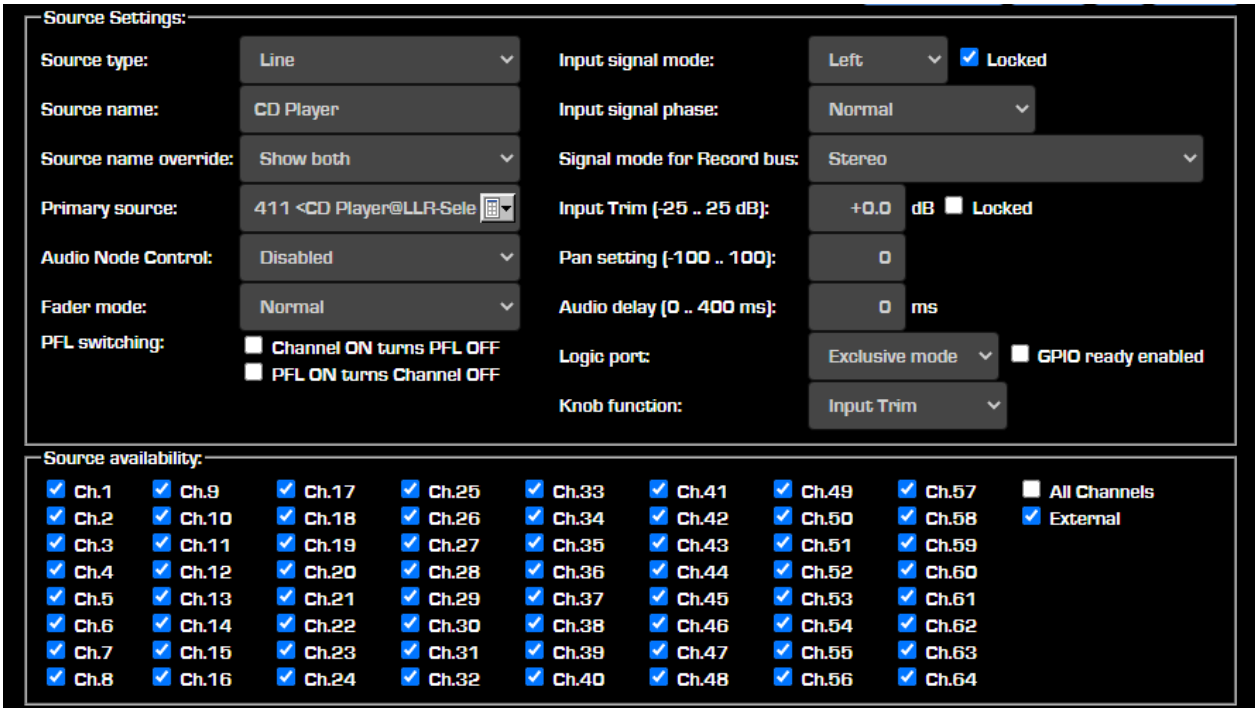 Source Settings:
Source type: Line Input signal mode: Left Locked
Source name: CD Player Input signal phase: Normal
Source name override: Show both Signal mode for Record bus: Stereo
Primary source: 411 <CD Player@LLR-Sele Input Trim (-25 .. 25 dB): +0.0 dB Locked
Audio Node Control: Disabled Pan setting (-100 .. 100): 0
Fader mode: Normal Audio delay (0 .. 400 ms): 0 ms
PFL switching: Channel ON turns PFL OFF Logic port: Exclusive mode GPIO ready enabled
PFL ON turns Channel OFF
Knob function: Input Trim
Source availability:
Ch.1 Ch.9 Ch.17 Ch.25 Ch.33 Ch.41 Ch.49 Ch.57 All Channels
Ch.2 Ch.10 Ch.18 Ch.26 Ch.34 Ch.42 Ch.50 Ch.58 External
Ch.3 Ch.11 Ch.19 Ch.27 Ch.35 Ch.43 Ch.51 Ch.59
Ch.4 Ch.12 Ch.20 Ch.28 Ch.36 Ch.44 Ch.52 Ch.60
Ch.5 Ch.13 Ch.21 Ch.29 Ch.37 Ch.45 Ch.53 Ch.61
Ch.6 Ch.14 Ch.22 Ch.30 Ch.38 Ch.46 Ch.54 Ch.62
Ch.7 Ch.15 Ch.23 Ch.31 Ch.39 Ch.47 Ch.55 Ch.63
Ch.8 Ch.16 Ch.24 Ch.32 Ch.40 Ch.48 Ch.56 Ch.64